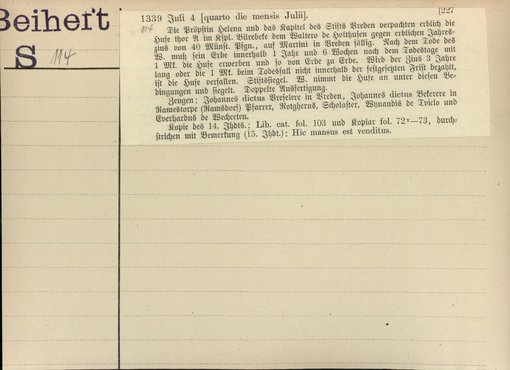 Beiheft
S 114
[227
1339 Juli 4 [quarto die mensis Julii].
114
Die Pröpstin Helena und das Kapitel des Stifts Vreden verpachten erblich die
Hufe thor A im Kspl. Wilrebeke dem Waltero de Holthusen gegen erblichen Jahres-
zins von 40 Münst. Pfgn., auf Martini in Vreden fällig. Nach dem Tode des
W. muß sein Erbe innerhalb 1 Jahr und 6 Wochen nach dem Todestage mit
1 Mk. die Hufe erwerben und so von Erbe zu Erbe. Wird der Zins 3 Jahre
lang oder die 1 Mk. beim Todesfall nicht innerhalb der festgesetzten Frist bezahlt,
ist die Hufe verfallen. Stiftssiegel. W. nimmt die Hufe an unter diesen Be-
dingungen und siegelt. Doppelte Ausfertigung.
Zeugen: Johannes dictus Vreselere in Vreden, Johannes dictus Bekerere in
Ramestorpe (Ramsdorf) Pfarrer, Rotgherus, Scholaster, Wynandis de Dvielo und
Everhardus de Wechreten.
Kopie des 14. Jhdts.; Lib. cat. fol. 103 und Kopiar fol. 72v—73, durch-
strichen mit Bemerkung (15. Jhdt.); Hic mansus est venditus.